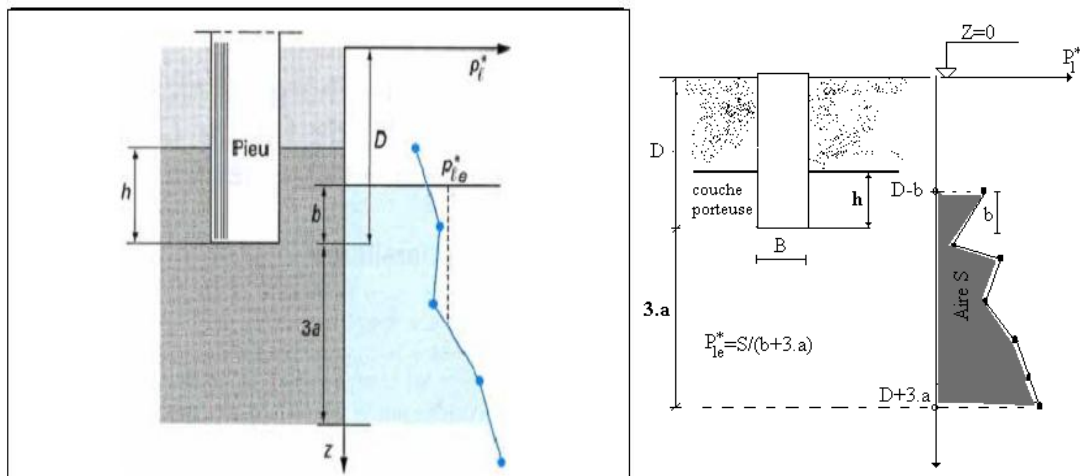 p*ℓ
D
Pieu
h
p*ℓe
b
3a
z
Z=0
P*l
D
couche
porteuse
h
D-b
b
B
3.a
Aire S
P*le=S/(b+3.a)
D+3.a